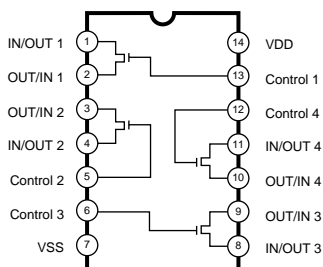 IN/OUT 1 1 14 VDD
OUT/IN 1 2 13 Control 1
OUT/IN 2 3 12 Control 4
IN/OUT 2 4 11 IN/OUT 4
Control 2 5 10 OUT/IN 4
Control 3 6 9 OUT/IN 3
VSS 7 8 IN/OUT 3